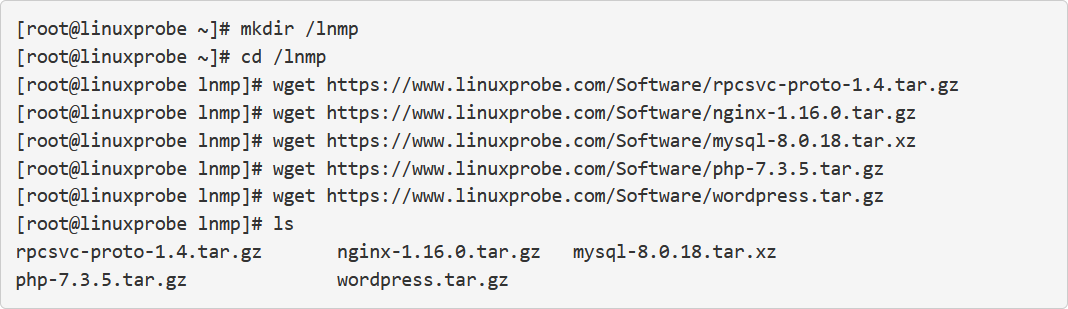 [root@linuxprobe ~]# mkdir /lnmp
[root@linuxprobe ~]# cd /lnmp
[root@linuxprobe lnmp]# wget https://www.linuxprobe.com/Software/rpcsvc-proto-1.4.tar.gz
[root@linuxprobe lnmp]# wget https://www.linuxprobe.com/Software/nginx-1.16.0.tar.gz
[root@linuxprobe lnmp]# wget https://www.linuxprobe.com/Software/mysql-8.0.18.tar.xz
[root@linuxprobe lnmp]# wget https://www.linuxprobe.com/Software/php-7.3.5.tar.gz
[root@linuxprobe lnmp]# wget https://www.linuxprobe.com/Software/wordpress.tar.gz
[root@linuxprobe lnmp]# ls
rpcsvc-proto-1.4.tar.gz       nginx-1.16.0.tar.gz   mysql-8.0.18.tar.xz
php-7.3.5.tar.gz              wordpress.tar.gz